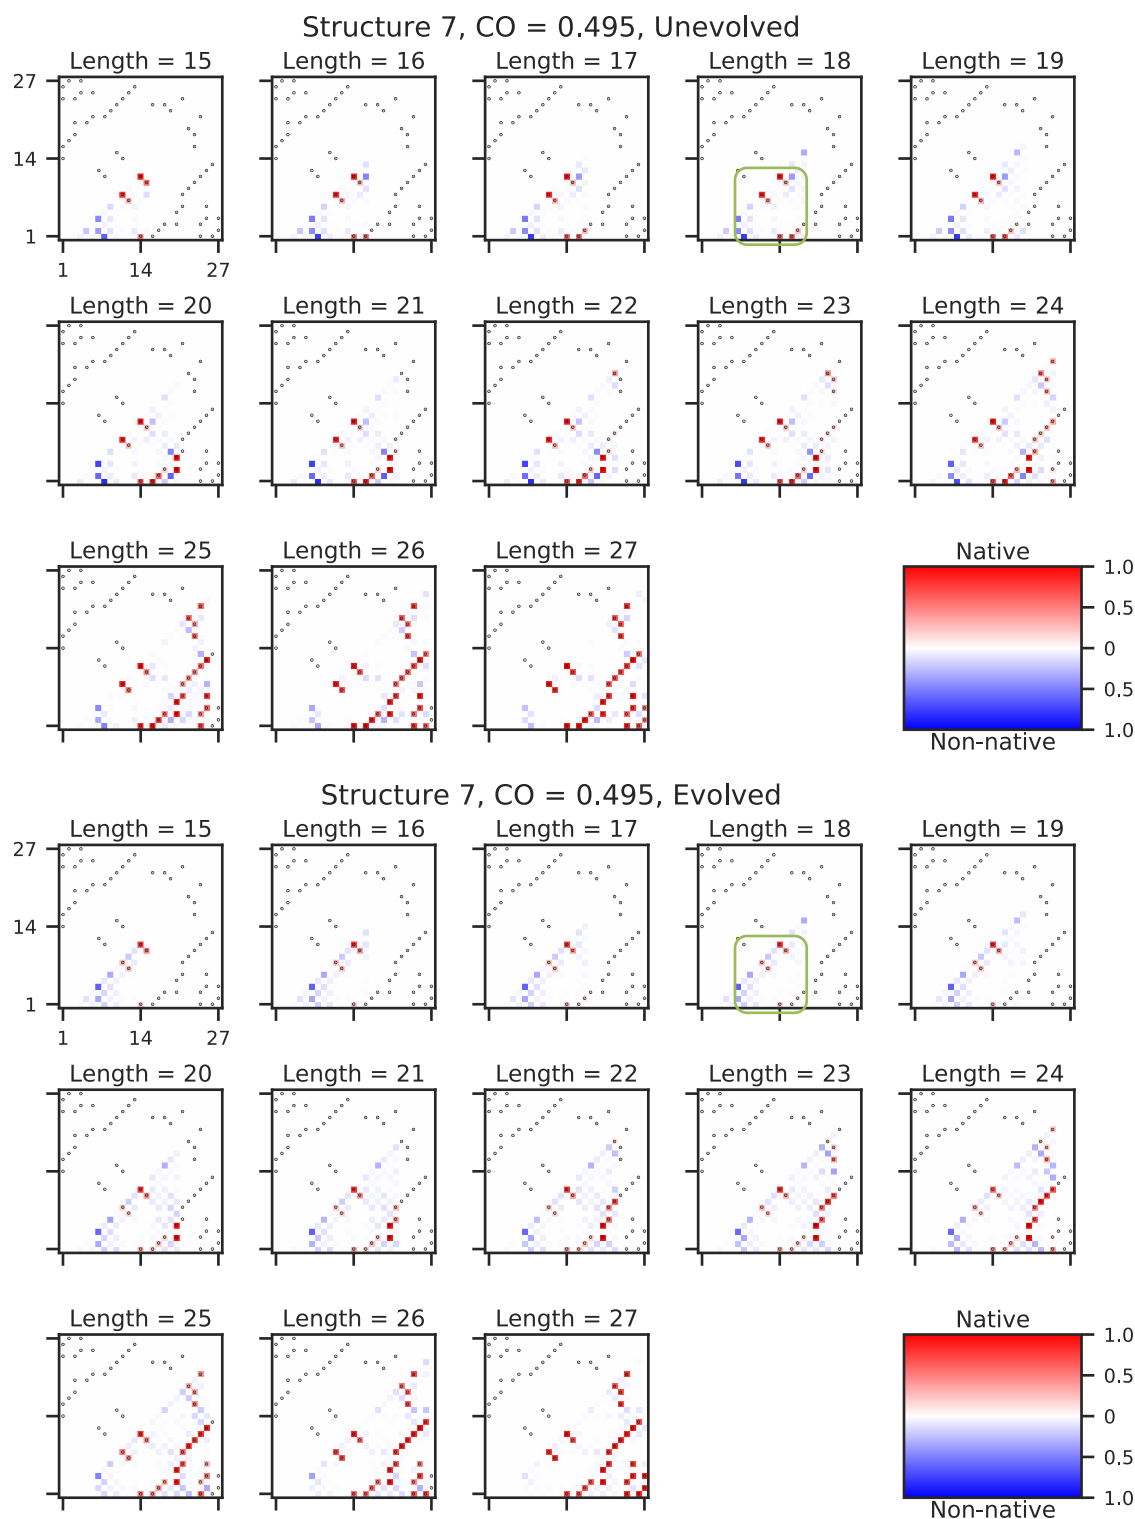 Structure 7, CO = 0.495, Unevolved
Length = 15 Length = 16 Length = 17 Length = 18 Length = 19
27
14
1
1 14 27
Length = 20 Length = 21 Length = 22 Length = 23 Length = 24
Length = 25 Length = 26 Length = 27
Native
1.0
0.5
0
0.5
1.0
Non-native
Structure 7, CO = 0.495, Evolved
Length = 15 Length = 16 Length = 17 Length = 18 Length = 19
27
14
1
1 14 27
Length = 20 Length = 21 Length = 22 Length = 23 Length = 24
Length = 25 Length = 26 Length = 27
Native
1.0
0.5
0
0.5
1.0
Non-native